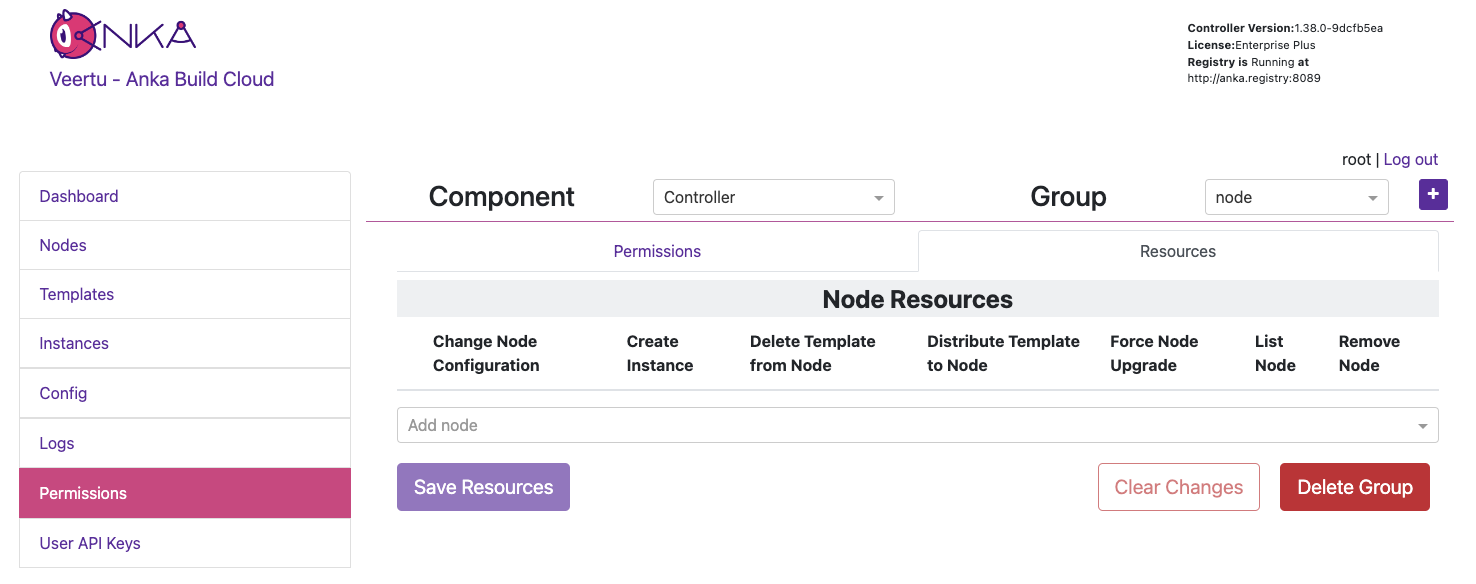 ANKA
Veertu - Anka Build Cloud
Controller Version:1.38.0-9dcfb5ea
License:Enterprise Plus
Registry is Running at
http://anka.registry:8089
root | Log out
Dashboard
Nodes
Templates
Instances
Config
Logs
Permissions
User API Keys
Component
Controller
Group
node
+
Permissions
Resources
Node Resources
Change Node
Configuration
Create
Instance
Delete Template
from Node
Distribute Template
to Node
Force Node
Upgrade
List
Node
Remove
Node
Add node
Save Resources
Clear Changes
Delete Group